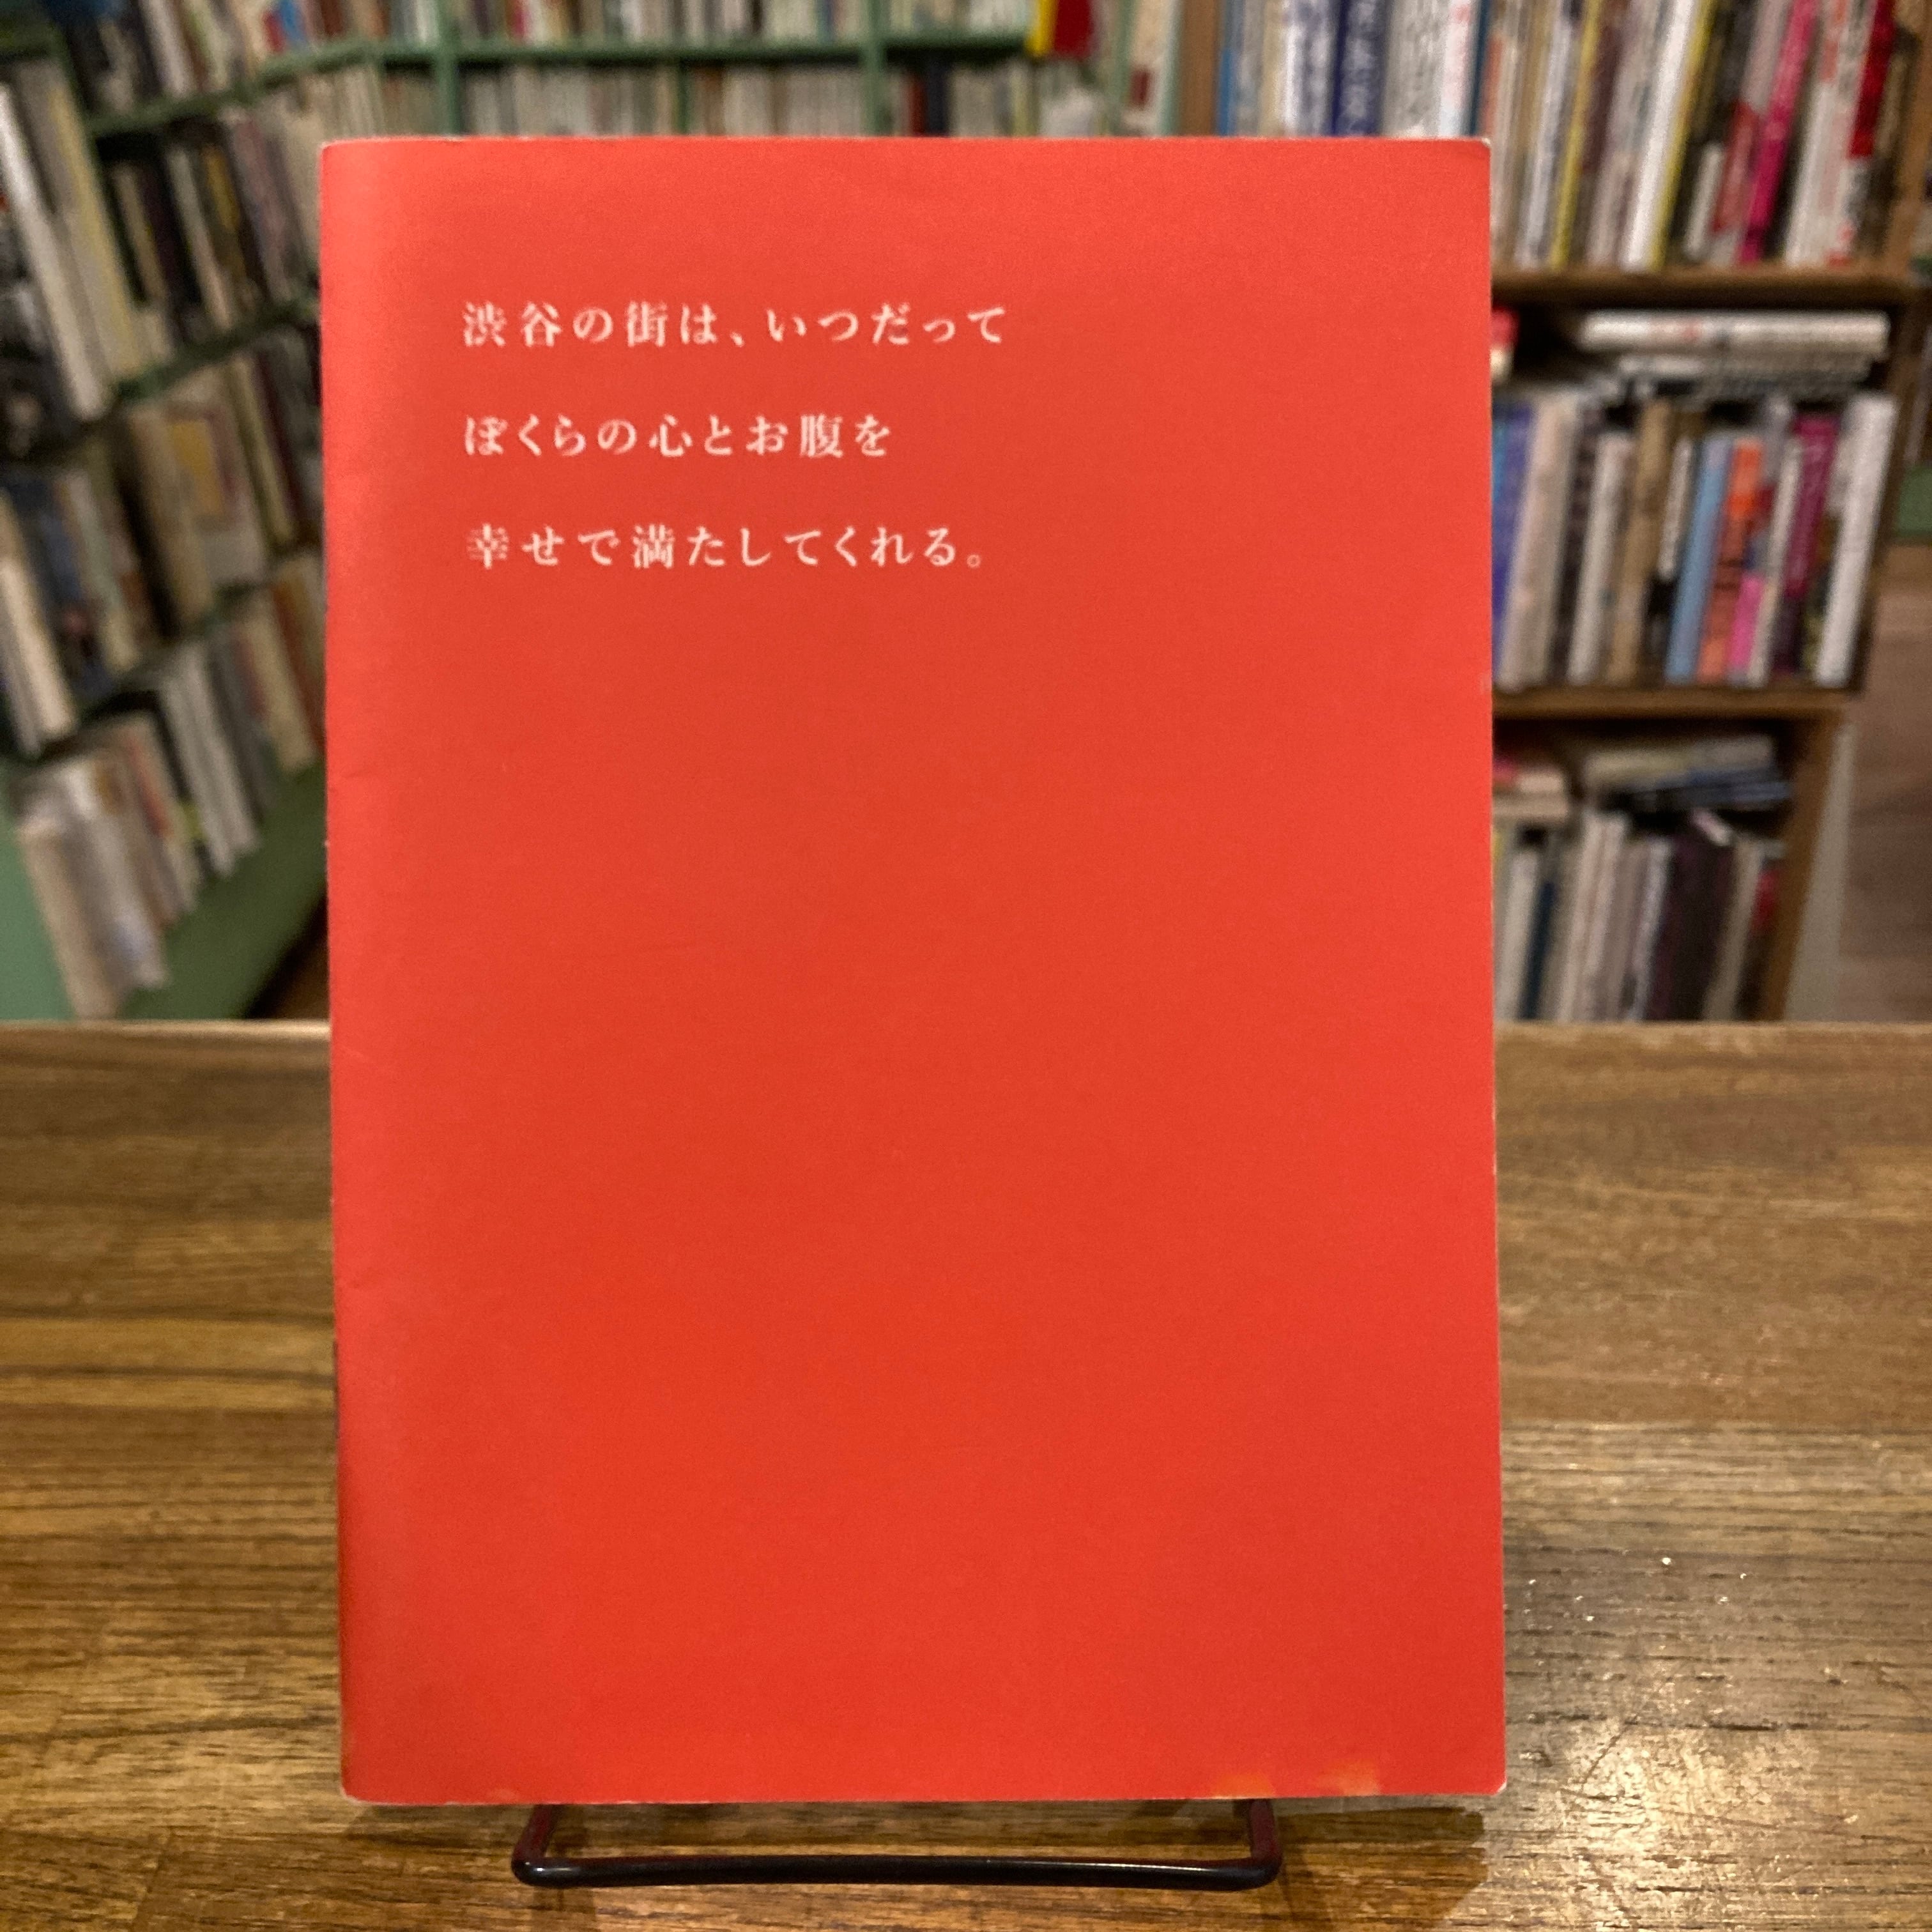 渋谷の街は、いつだって
ぼくらの心とお腹を
幸せで満たしてくれる。